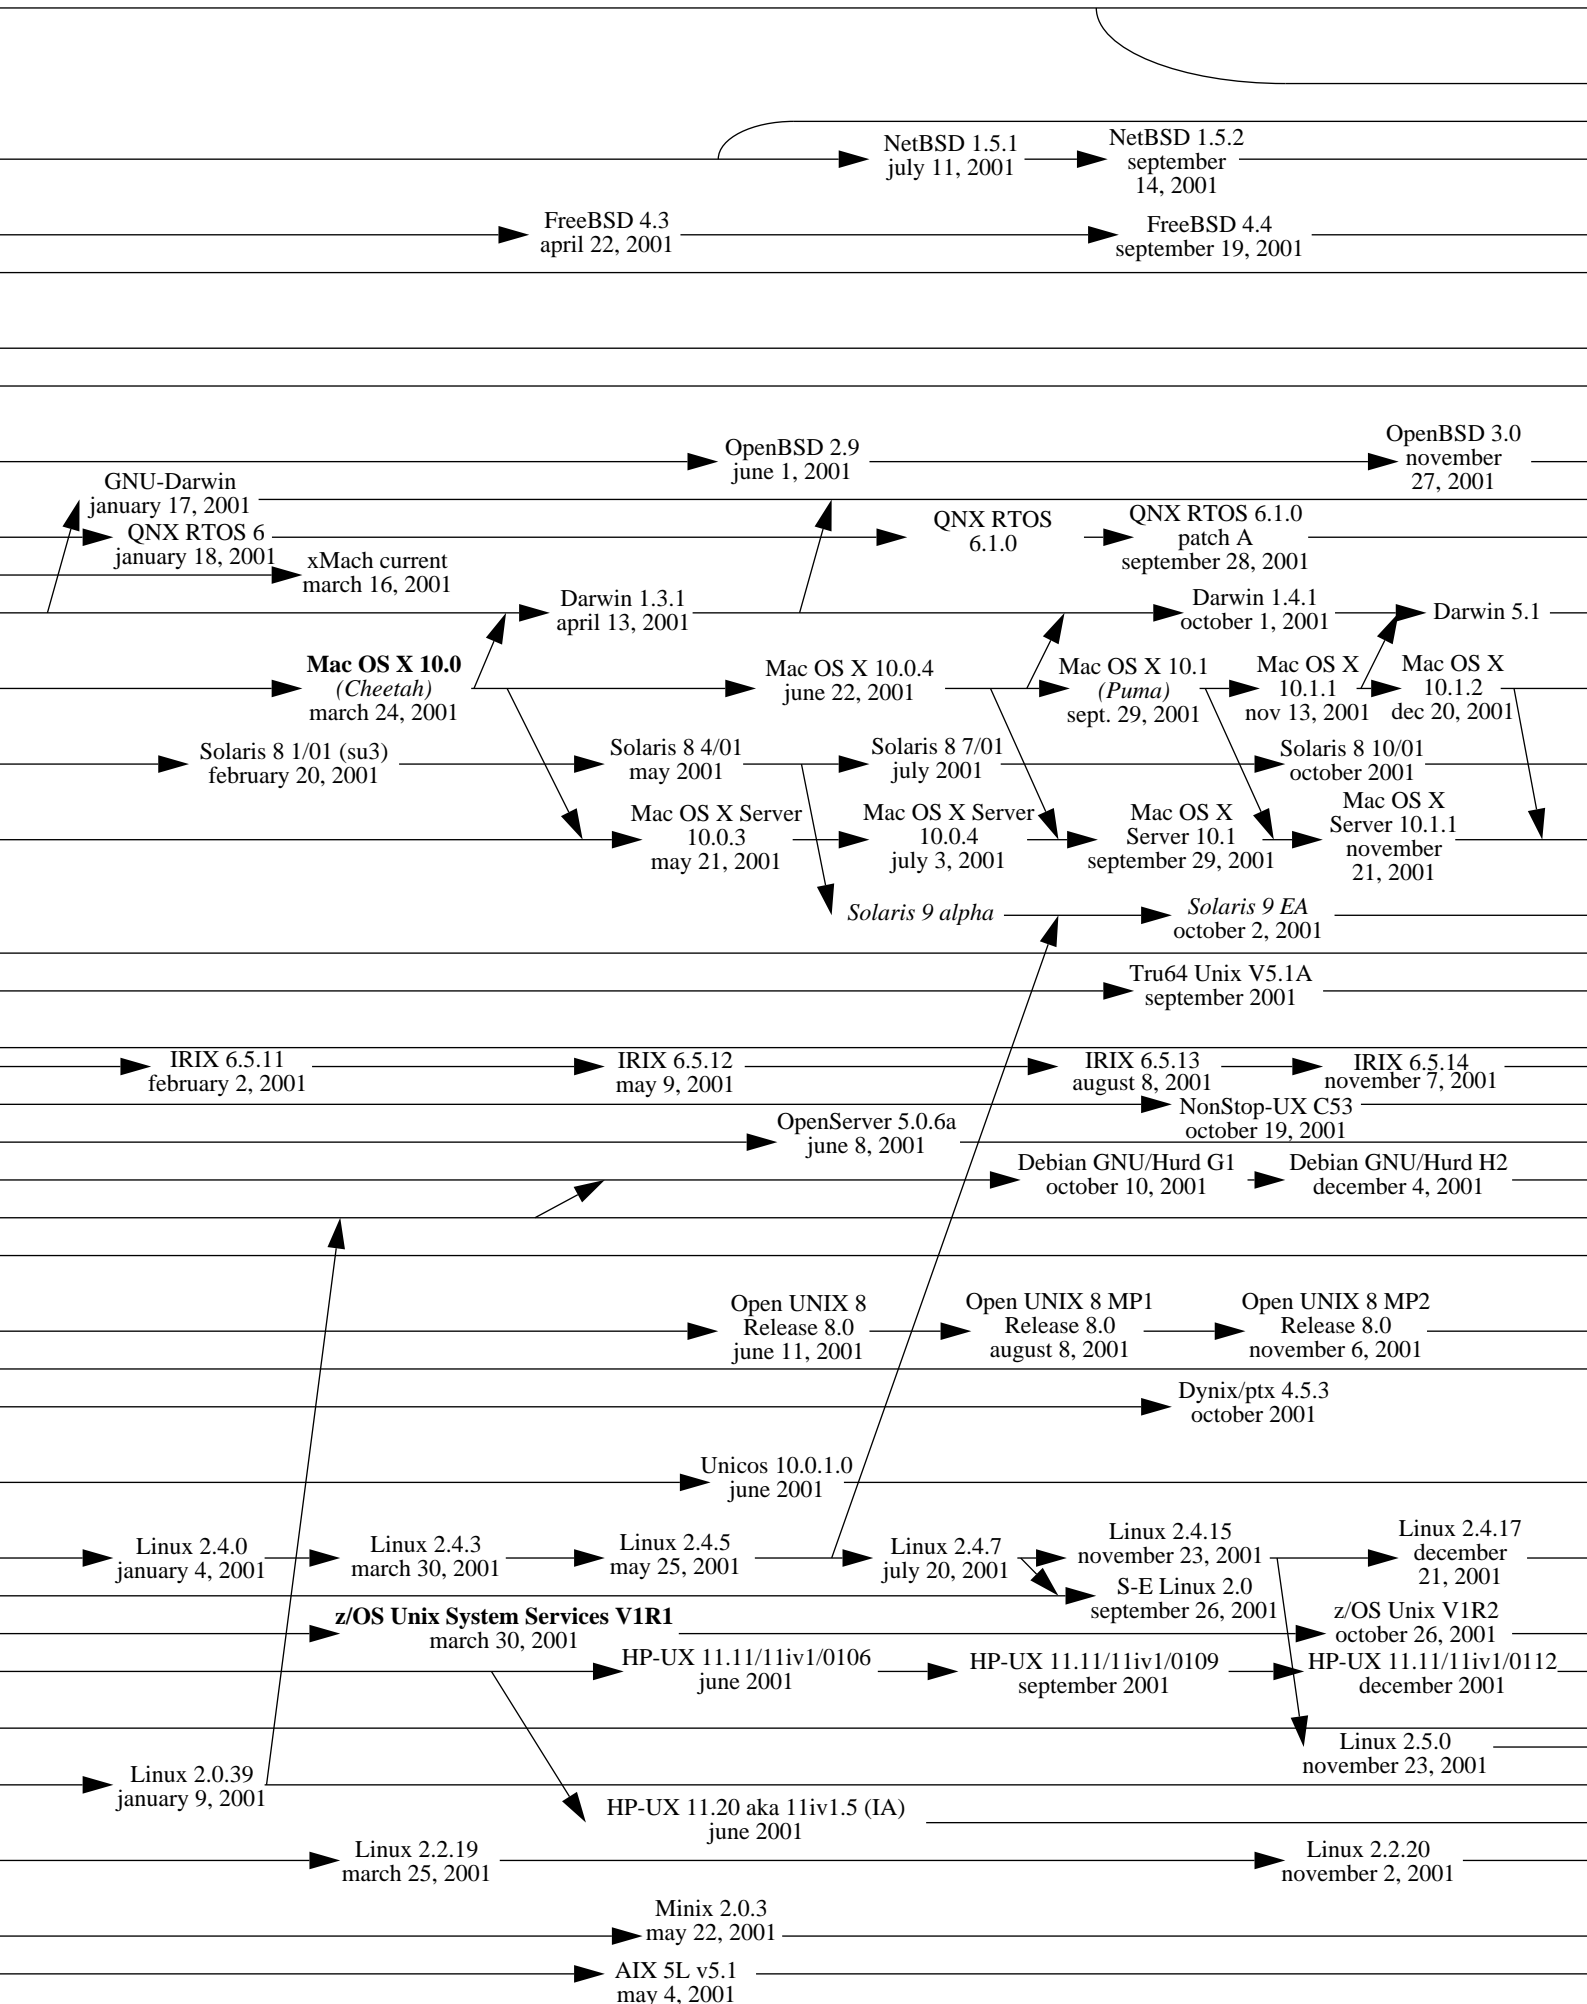 NetBSD 1.5.1
july 11, 2001
NetBSD 1.5.2
september
14, 2001
FreeBSD 4.3
april 22, 2001
FreeBSD 4.4
september 19, 2001
OpenBSD 2.9
june 1, 2001
OpenBSD 3.0
november
27, 2001
GNU-Darwin
january 17, 2001
QNX RTOS 6
january 18, 2001
QNX RTOS
6.1.0
QNX RTOS 6.1.0
patch A
september 28, 2001
xMach current
march 16, 2001
Darwin 1.3.1
april 13, 2001
Darwin 1.4.1
october 1, 2001
Darwin 5.1
Mac OS X 10.0
(Cheetah)
march 24, 2001
Mac OS X 10.0.4
june 22, 2001
Mac OS X 10.1
(Puma)
sept. 29, 2001
Mac OS X
10.1.1
nov 13, 2001
Mac OS X
10.1.2
dec 20, 2001
Solaris 8 1/01 (su3)
february 20, 2001
Solaris 8 4/01
may 2001
Solaris 8 7/01
july 2001
Solaris 8 10/01
october 2001
Mac OS X Server
10.0.3
may 21, 2001
Mac OS X Server
10.0.4
july 3, 2001
Mac OS X
Server 10.1
september 29, 2001
Mac OS X
Server 10.1.1
november
21, 2001
Solaris 9 alpha
Solaris 9 EA
october 2, 2001
Tru64 Unix V5.1A
september 2001
IRIX 6.5.11
february 2, 2001
IRIX 6.5.12
may 9, 2001
IRIX 6.5.13
august 8, 2001
IRIX 6.5.14
november 7, 2001
NonStop-UX C53
october 19, 2001
OpenServer 5.0.6a
june 8, 2001
Debian GNU/Hurd G1
october 10, 2001
Debian GNU/Hurd H2
december 4, 2001
Open UNIX 8
Release 8.0
june 11, 2001
Open UNIX 8 MP1
Release 8.0
august 8, 2001
Open UNIX 8 MP2
Release 8.0
november 6, 2001
Dynix/ptx 4.5.3
october 2001
Unicos 10.0.1.0
june 2001
Linux 2.4.0
january 4, 2001
Linux 2.4.3
march 30, 2001
Linux 2.4.5
may 25, 2001
Linux 2.4.7
july 20, 2001
Linux 2.4.15
november 23, 2001
Linux 2.4.17
december
21, 2001
S-E Linux 2.0
september 26, 2001
z/OS Unix System Services V1R1
march 30, 2001
z/OS Unix V1R2
october 26, 2001
HP-UX 11.11/11iv1/0106
june 2001
HP-UX 11.11/11iv1/0109
september 2001
HP-UX 11.11/11iv1/0112
december 2001
Linux 2.5.0
november 23, 2001
Linux 2.0.39
january 9, 2001
HP-UX 11.20 aka 11iv1.5 (IA)
june 2001
Linux 2.2.19
march 25, 2001
Linux 2.2.20
november 2, 2001
Minix 2.0.3
may 22, 2001
AIX 5L v5.1
may 4, 2001